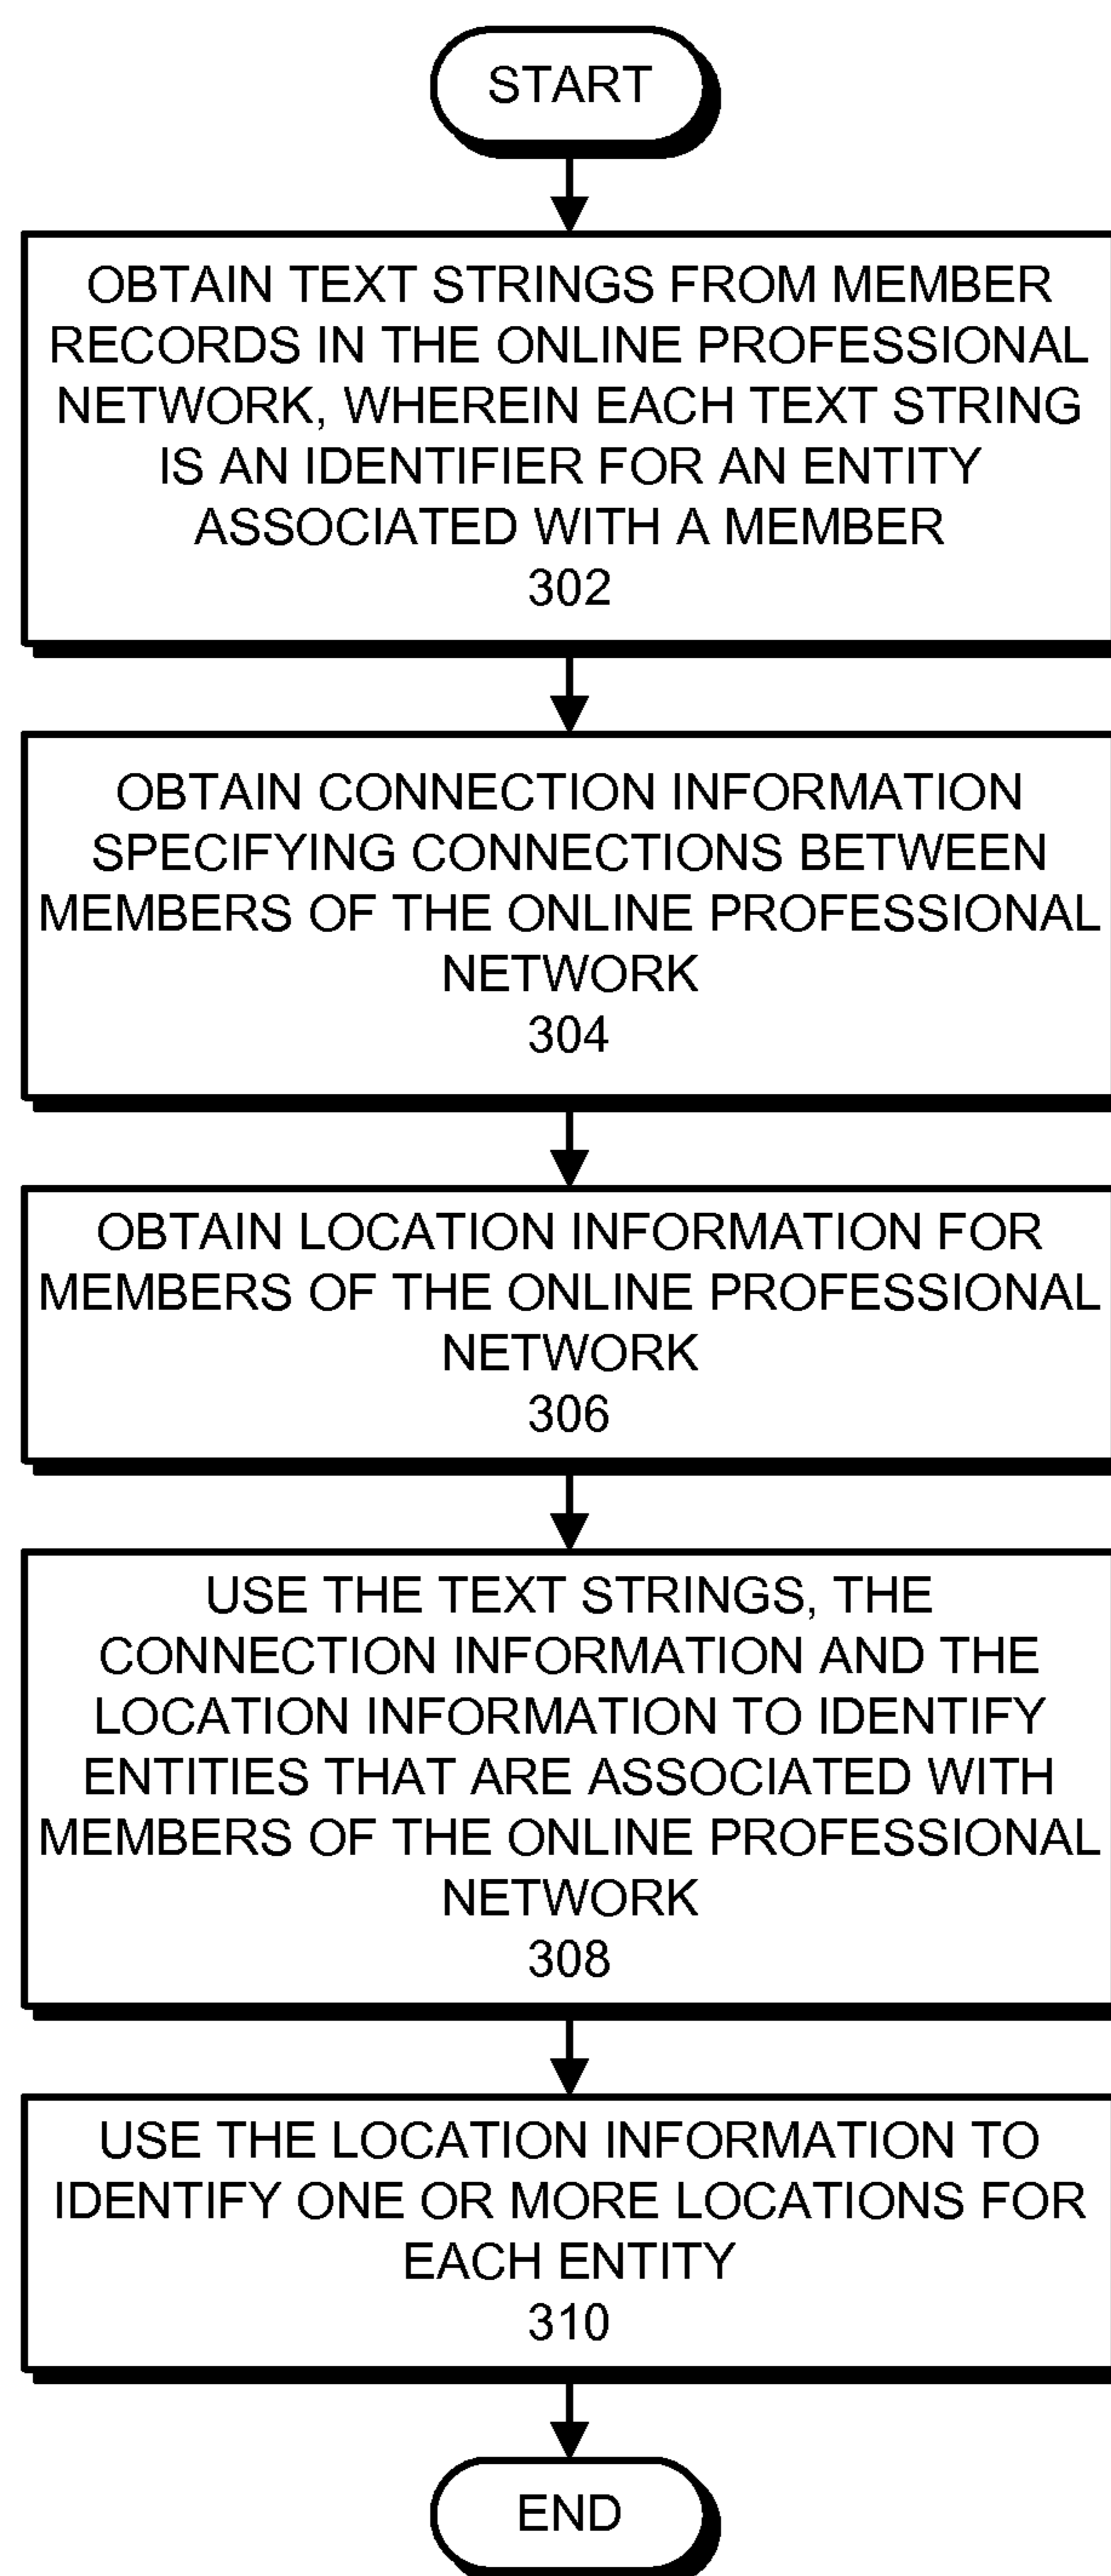 START
OBTAIN TEXT STRINGS FROM MEMBER
RECORDS IN THE ONLINE PROFESSIONAL
NETWORK, WHEREIN EACH TEXT STRING
IS AN IDENTIFIER FOR AN ENTITY
ASSOCIATED WITH A MEMBER
302
OBTAIN CONNECTION INFORMATION
SPECIFYING CONNECTIONS BETWEEN
MEMBERS OF THE ONLINE PROFESSIONAL
NETWORK
304
OBTAIN LOCATION INFORMATION FOR
MEMBERS OF THE ONLINE PROFESSIONAL
NETWORK
306
USE THE TEXT STRINGS, THE
CONNECTION INFORMATION AND THE
LOCATION INFORMATION TO IDENTIFY
ENTITIES THAT ARE ASSOCIATED WITH
MEMBERS OF THE ONLINE PROFESSIONAL
NETWORK
308
USE THE LOCATION INFORMATION TO
IDENTIFY ONE OR MORE LOCATIONS FOR
EACH ENTITY
310
END